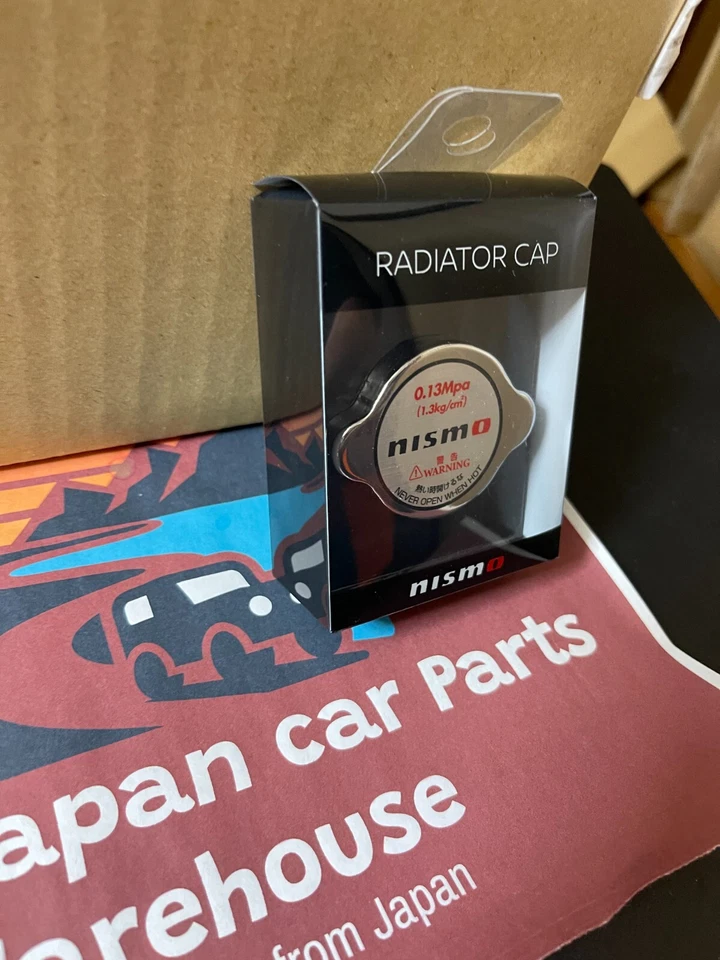 RADIATOR CAP
0.13Mpa
(1.3kg/cm²)
nismo
警告
⚠WARNING
熱い時開けるな
NEVER OPEN WHEN HOT
nismo
apan car Parts
arehouse
from Japan